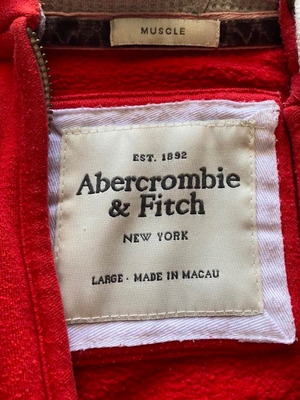 MUSCLE
EST. 1892
Abercrombie
& Fitch
NEW YORK
LARGE · MADE IN MACAU